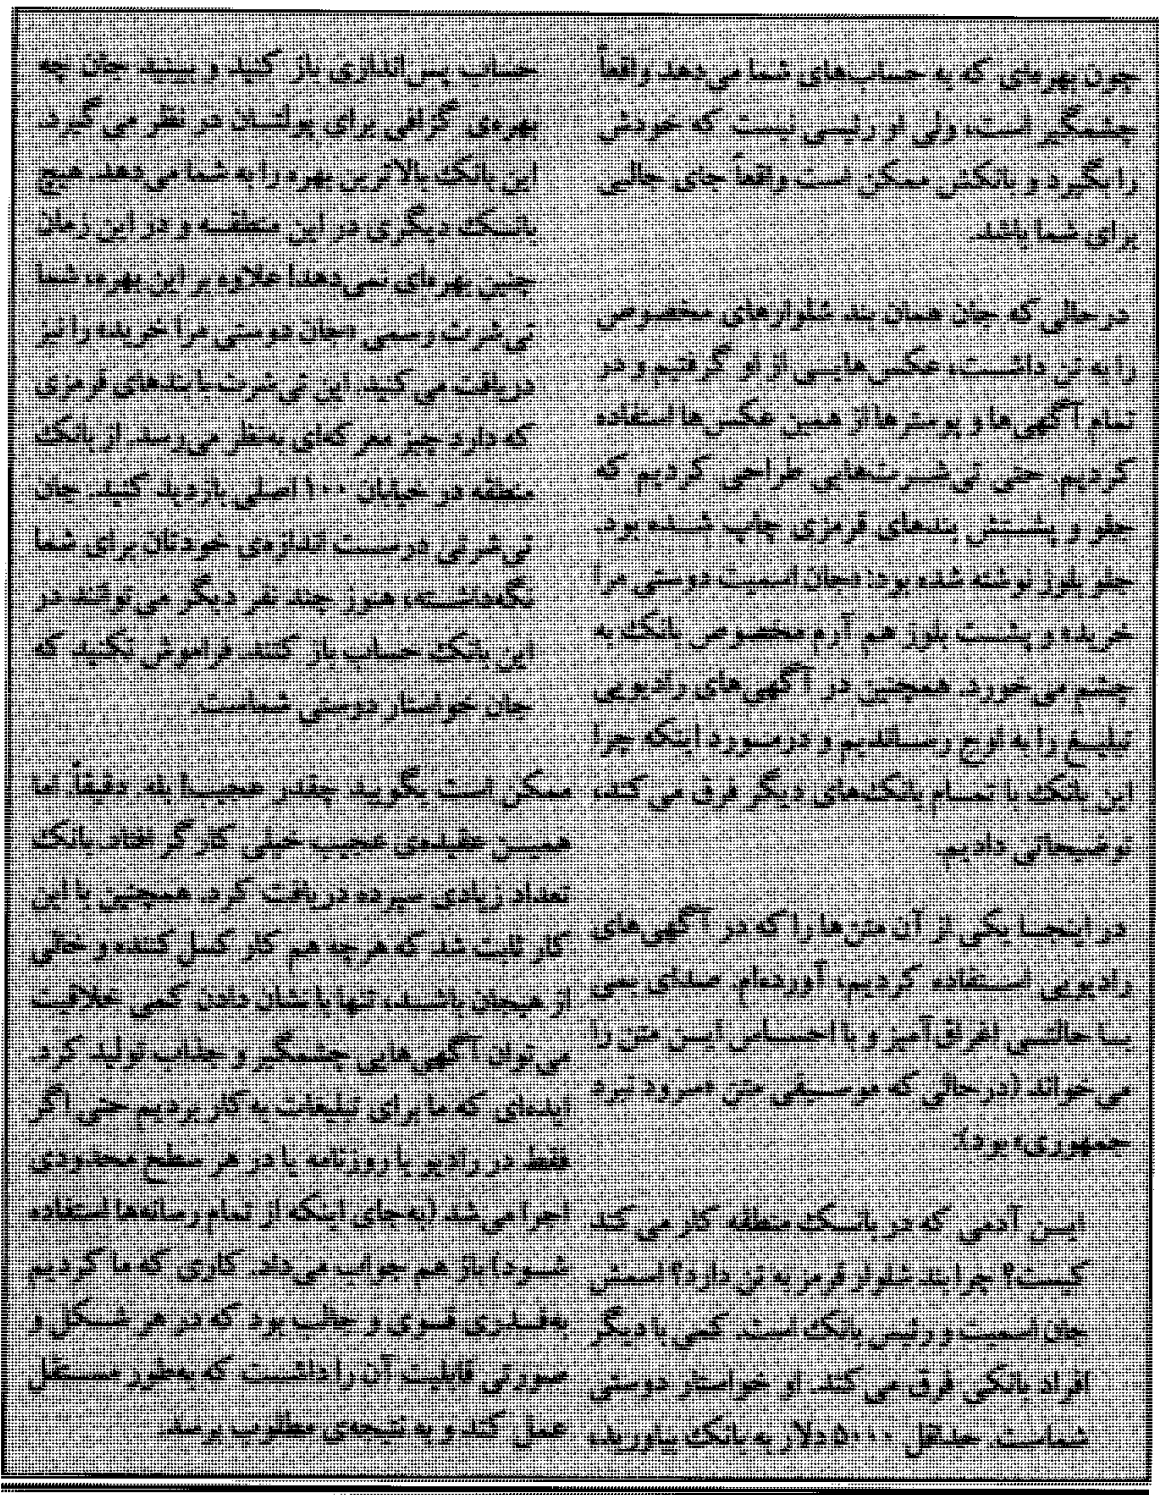 چون بهره‌ای که به حساب‌های شما می‌دهد واقعاً
چشمگیر است، ولی او رئیسی نیست که خودش
را بگیرد و بانکش ممکن است واقعاً جای جالبی
برای شما باشد.
درحالی که جان همان بند شلوارهای مخصوص
را به تن داشت، عکس‌هایی از او گرفتیم و در
تمام آگهی‌ها و پوسترها از همین عکس‌ها استفاده
کردیم. حتی تی‌شرت‌هایی طراحی کردیم که
جلو و پشتش بندهای قرمزی چاپ شده بود.
جلو بلوز نوشته شده بود: «جان اسمیت دوستی مرا
خریده» و پشت بلوز هم آرم مخصوص بانک به
چشم می‌خورد. همچنین در آگهی‌های رادیویی
تبلیغ را به اوج رساندیم و درمورد اینکه چرا
این بانک با تمام بانک‌های دیگر فرق می‌کند،
توضیحاتی دادیم.
در اینجا یکی از آن متن‌ها را که در آگهی‌های
رادیویی استفاده کردیم، آورده‌ام. صدای بمی
با حالتی اغراق‌آمیز و با احساس این متن را
می‌خواند (درحالی که موسیقی متن «سرود نبرد
جمهوری» بود):
این آدمی که در بانک منطقه کار می‌کند
کیست؟ چرا بند شلوار قرمز به تن دارد؟ اسمش
جان اسمیت و رئیس بانک است. کمی با دیگر
افراد بانکی فرق می‌کند. او خواستار دوستی
شماست. حداقل ۵۰۰۰ دلار به بانک بیاورید،
حساب پس‌اندازی باز کنید و ببینید جان چه
بهره‌ی گزافی برای پولتان در نظر می‌گیرد.
این بانک بالاترین بهره را به شما می‌دهد. هیچ
بانک دیگری در این منطقه و در این زمان
چنین بهره‌ای نمی‌دهد! علاوه بر این بهره، شما
تی‌شرت رسمی «جان دوستی مرا خریده» را نیز
دریافت می‌کنید. این تی‌شرت با بندهای قرمزی
که دارد چیز معرکه‌ای به‌نظر می‌رسد. از بانک
منطقه در خیابان ۱۰۰ اصلی بازدید کنید. جان
تی‌شرتی درست اندازه‌ی خودتان برای شما
نگه‌داشته، هنوز چند نفر دیگر می‌توانند در
این بانک حساب باز کنند. فراموش نکنید که
جان خواستار دوستی شماست.
ممکن است بگویید چقدر عجیب! بله. دقیقاً. اما
همین عقیده‌ی عجیب خیلی کارگر افتاد. بانک
تعداد زیادی سپرده دریافت کرد. همچنین با این
کار ثابت شد که هرچه هم کار کسل کننده و خالی
از هیجان باشد، تنها با نشان دادن کمی خلاقیت
می‌توان آگهی‌هایی چشمگیر و جذاب تولید کرد.
ایده‌ای که ما برای تبلیغات به کار بردیم حتی اگر
فقط در رادیو یا روزنامه یا در هر سطح محدودی
اجرا می‌شد (به‌جای اینکه از تمام رسانه‌ها استفاده
شود) باز هم جواب می‌داد. کاری که ما کردیم
به‌قدری قوی و جالب بود که در هر شکل و
صورتی قابلیت آن را داشت که به‌طور مستقل
عمل کند و به نتیجه‌ی مطلوب برسد.